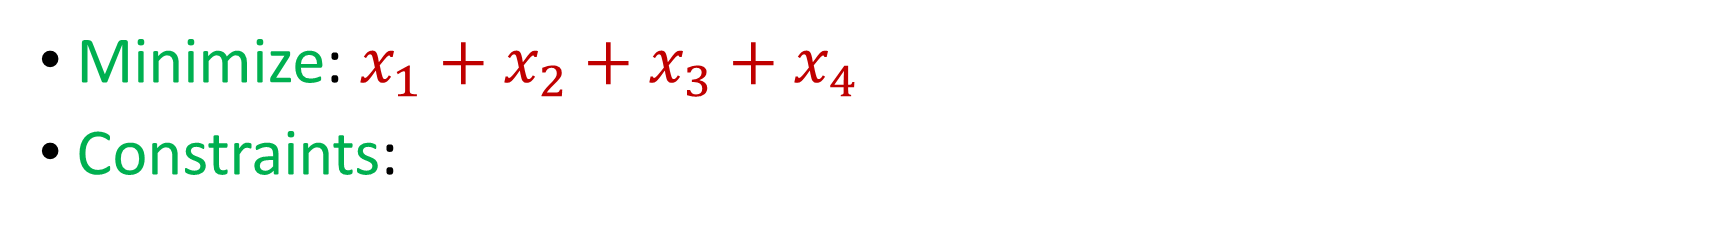 • Minimize: x₁ + x₂ + x₃ + x₄
• Constraints: